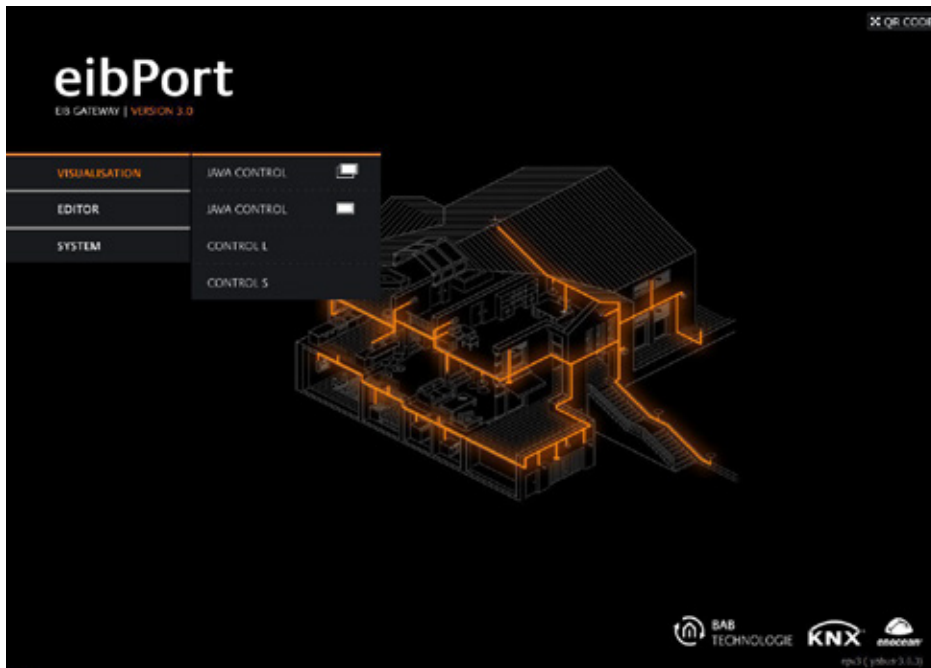 QR CODE
eibPort
EIB GATEWAY | VERSION 3.0
VISUALISATION
JAVA CONTROL
EDITOR
JAVA CONTROL
SYSTEM
CONTROL L
CONTROL S
BAB
TECHNOLOGIE
KNX
enocean